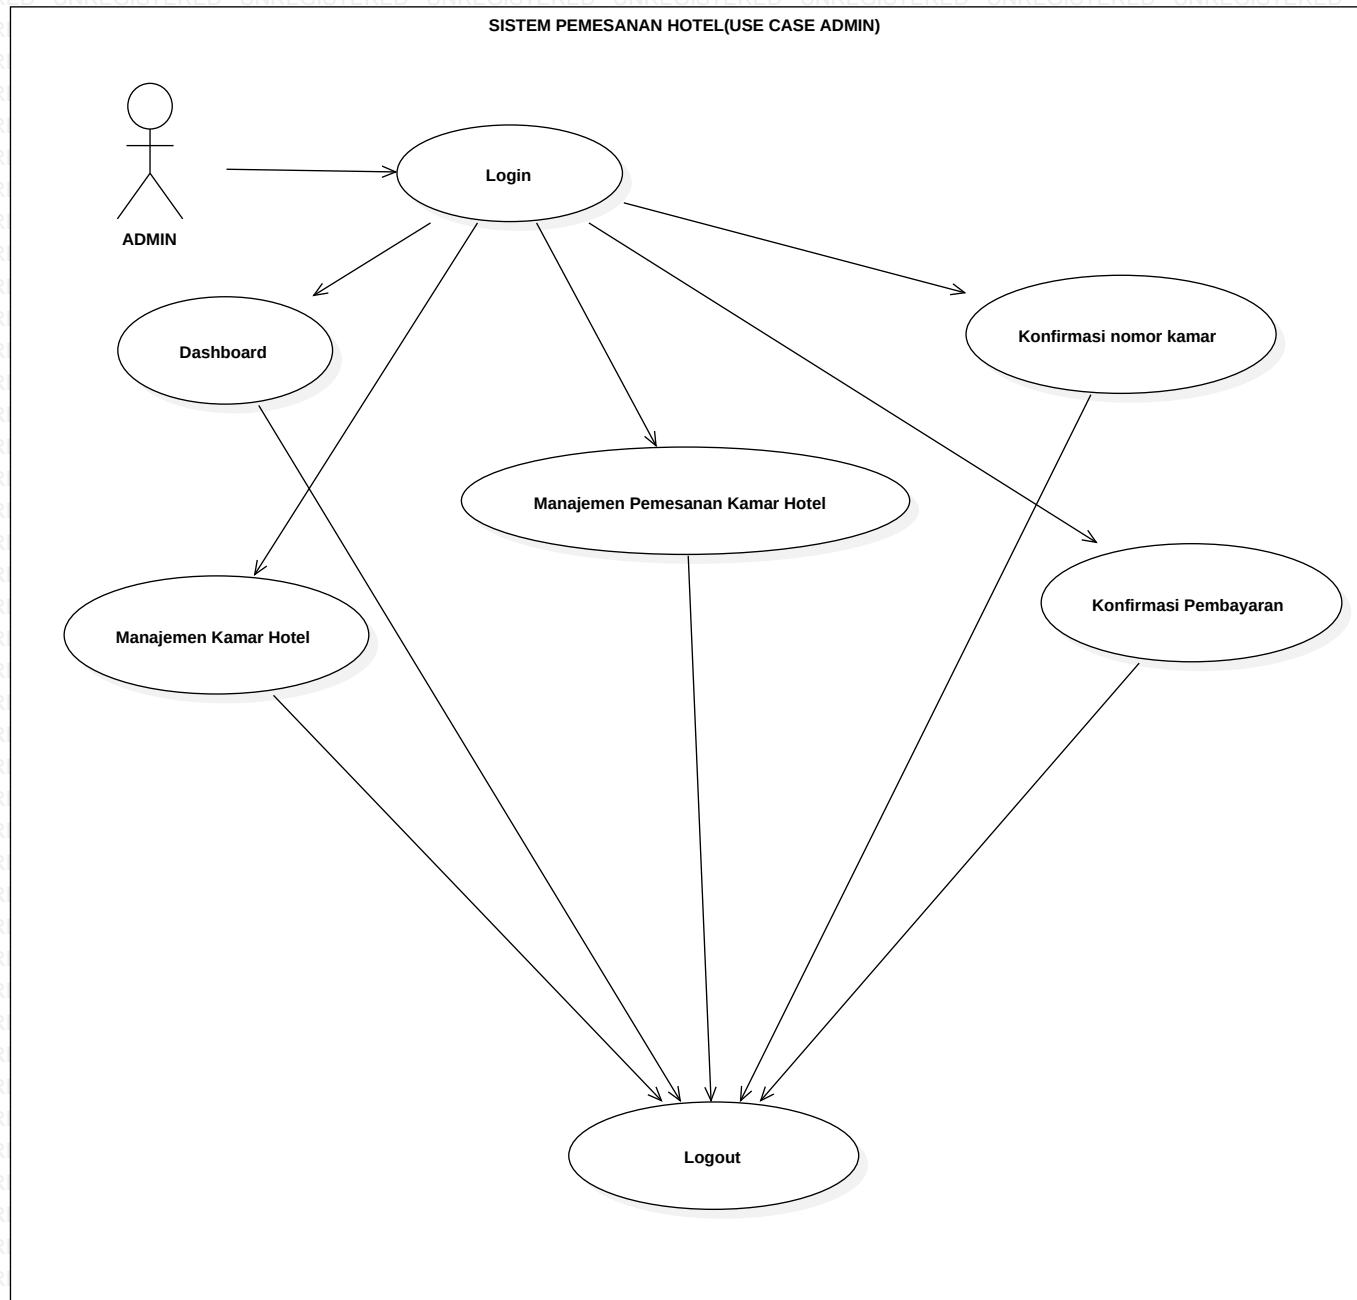 SISTEM PEMESANAN HOTEL(USE CASE ADMIN)
Login
ADMIN
Dashboard
Konfirmasi nomor kamar
Manajemen Pemesanan Kamar Hotel
Konfirmasi Pembayaran
Manajemen Kamar Hotel
Logout